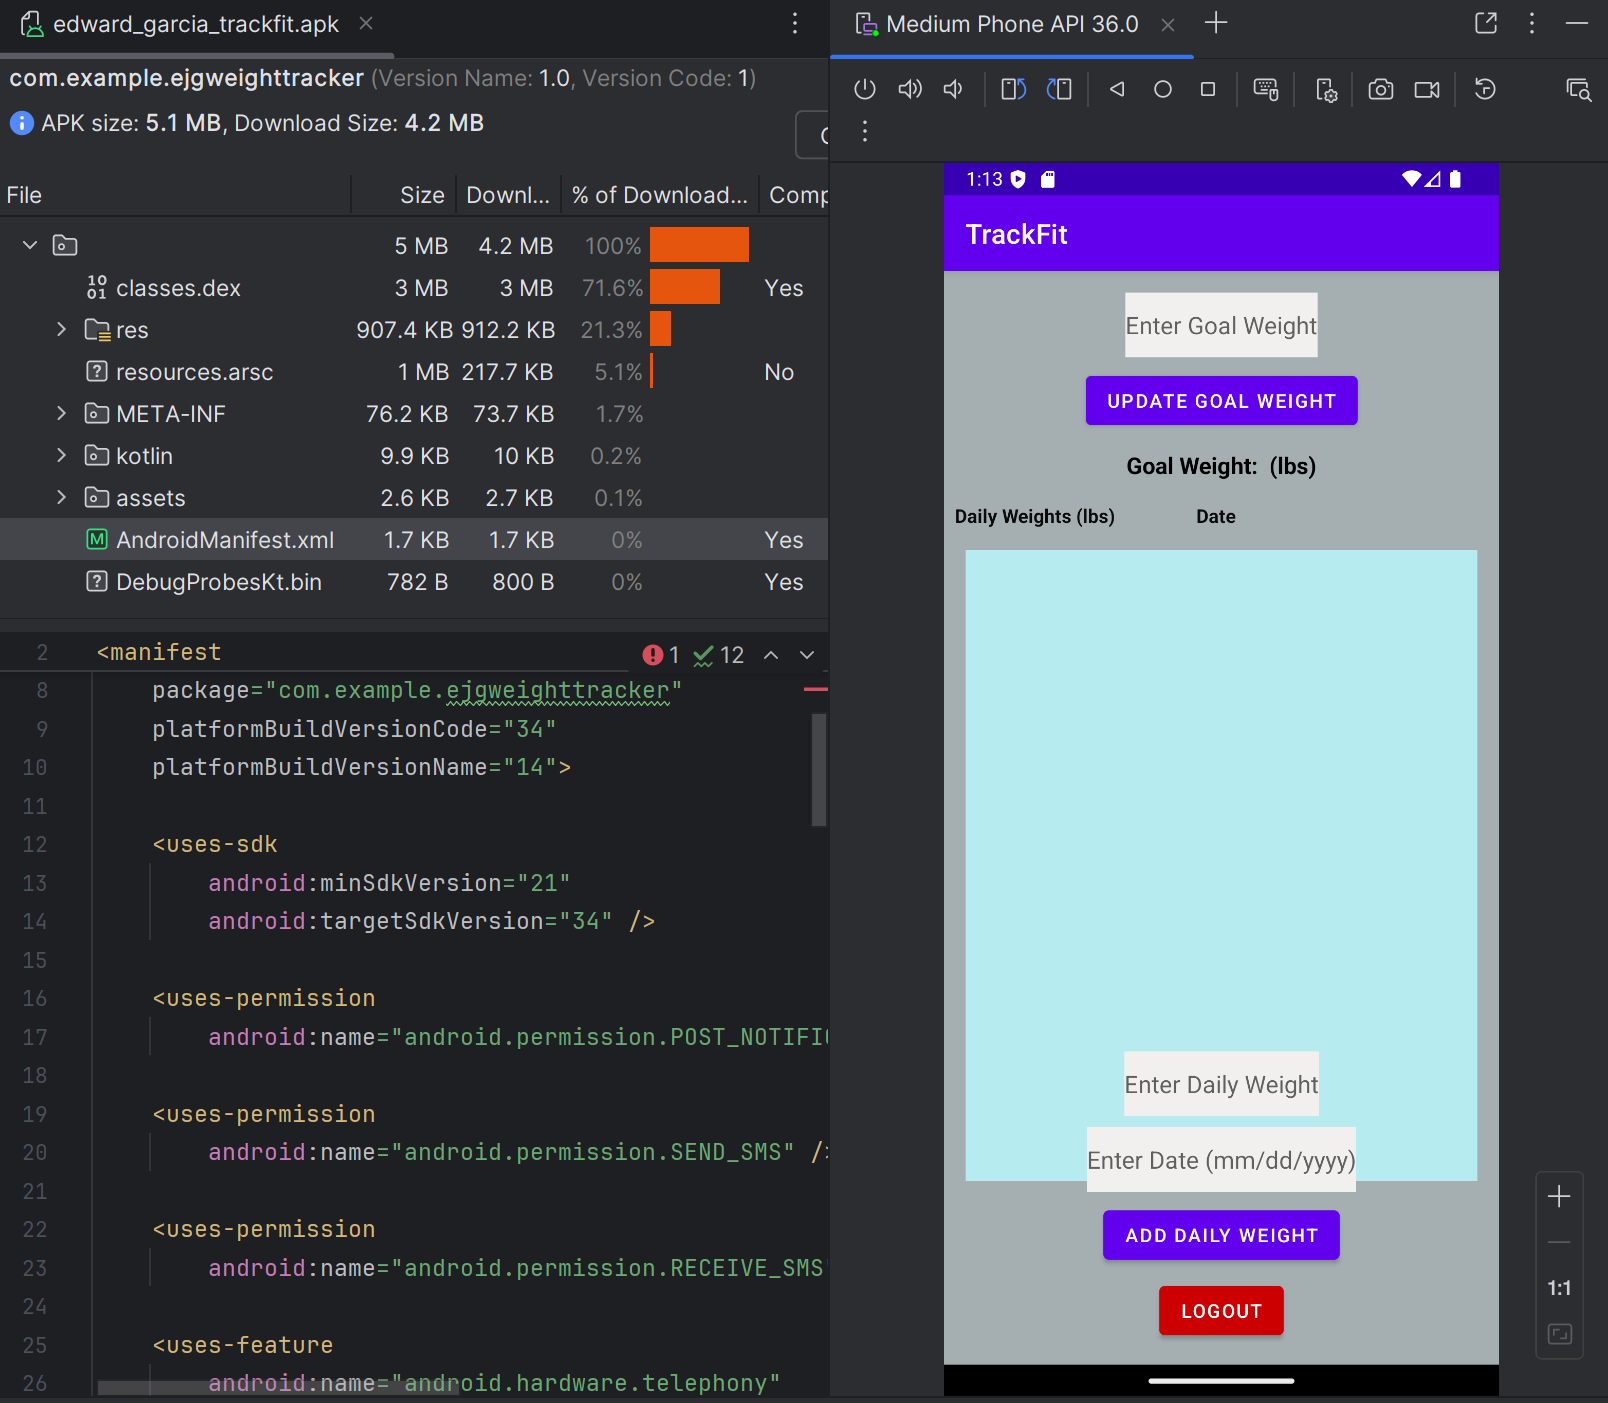 edward_garcia_trackfit.apk
com.example.ejgweighttracker (Version Name: 1.0, Version Code: 1)
APK size: 5.1 MB, Download Size: 4.2 MB
File Size Downl... % of Download... Comp
5 MB 4.2 MB 100%
classes.dex 3 MB 3 MB 71.6% Yes
res 907.4 KB 912.2 KB 21.3%
resources.arsc 1 MB 217.7 KB 5.1% No
META-INF 76.2 KB 73.7 KB 1.7%
kotlin 9.9 KB 10 KB 0.2%
assets 2.6 KB 2.7 KB 0.1%
AndroidManifest.xml 1.7 KB 1.7 KB 0% Yes
DebugProbesKt.bin 782 B 800 B 0% Yes
2 <manifest 1 12
8 package="com.example.ejgweighttracker"
9 platformBuildVersionCode="34"
10 platformBuildVersionName="14">
11
12 <uses-sdk
13 android:minSdkVersion="21"
14 android:targetSdkVersion="34" />
15
16 <uses-permission
17 android:name="android.permission.POST_NOTIFI
18
19 <uses-permission
20 android:name="android.permission.SEND_SMS" />
21
22 <uses-permission
23 android:name="android.permission.RECEIVE_SMS"
24
25 <uses-feature
26 android:name="android.hardware.telephony"
Medium Phone API 36.0
1:13
TrackFit
Enter Goal Weight
UPDATE GOAL WEIGHT
Goal Weight: (lbs)
Daily Weights (lbs) Date
Enter Daily Weight
Enter Date (mm/dd/yyyy)
ADD DAILY WEIGHT
LOGOUT
1:1